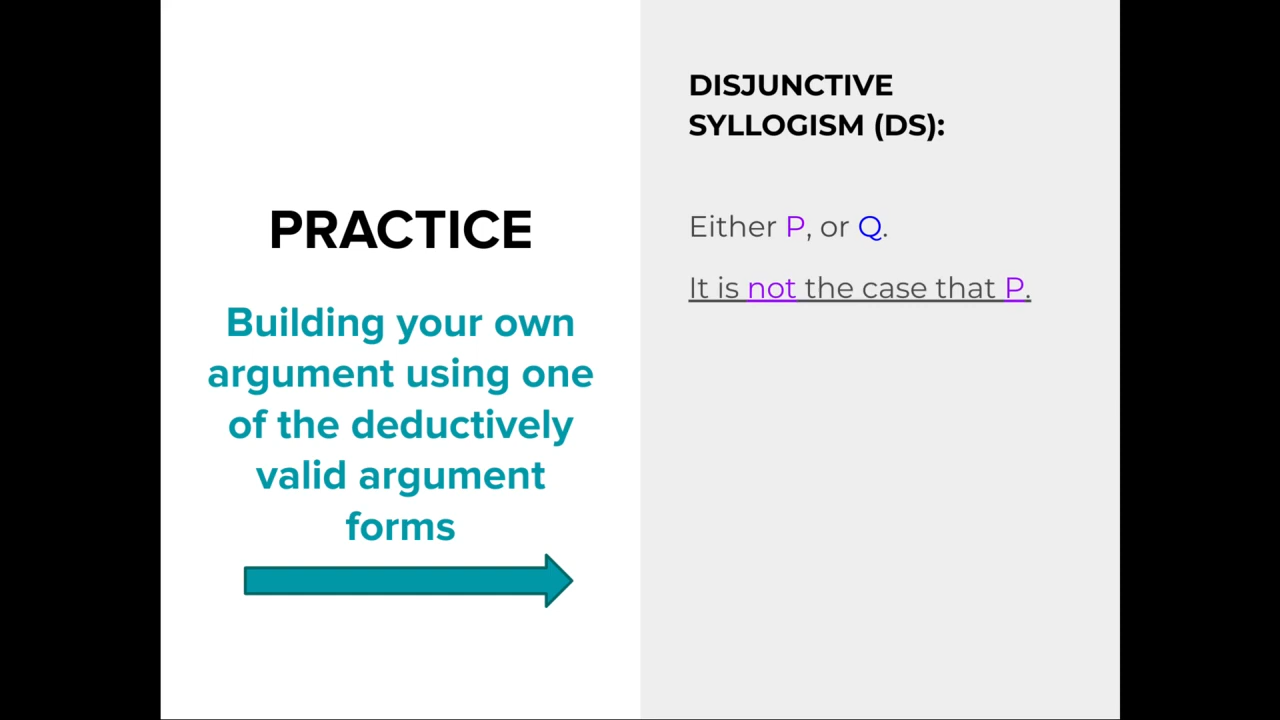 PRACTICE
Building your own
argument using one
of the deductively
valid argument
forms
DISJUNCTIVE
SYLLOGISM (DS):
Either P, or Q.
It is not the case that P.